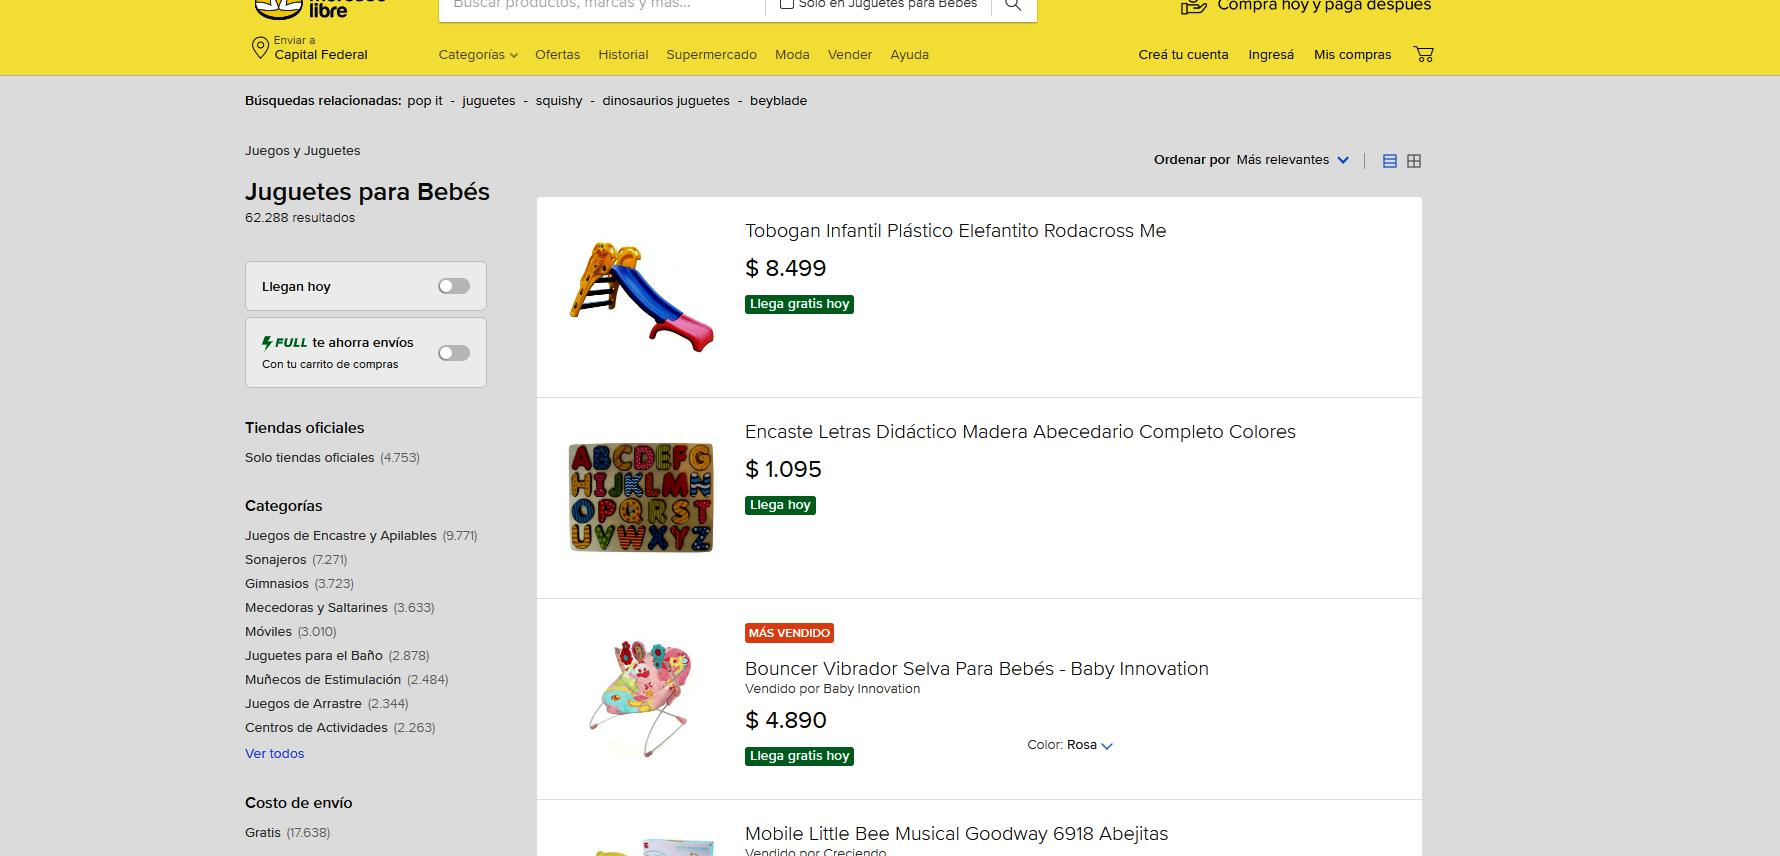 libre
Buscar productos, marcas y más...
Solo en Juguetes para Bebés
Comprá hoy y pagá después
Enviar a
Capital Federal
Categorías
Ofertas
Historial
Supermercado
Moda
Vender
Ayuda
Creá tu cuenta
Ingresá
Mis compras
Búsquedas relacionadas: pop it - juguetes - squishy - dinosaurios juguetes - beyblade
Juegos y Juguetes
Ordenar por Más relevantes
Juguetes para Bebés
62.288 resultados
Llegan hoy
FULL te ahorra envíos
Con tu carrito de compras
Tiendas oficiales
Solo tiendas oficiales (4.753)
Categorías
Juegos de Encastre y Apilables (9.771)
Sonajeros (7.271)
Gimnasios (3.723)
Mecedoras y Saltarines (3.633)
Móviles (3.010)
Juguetes para el Baño (2.878)
Muñecos de Estimulación (2.484)
Juegos de Arrastre (2.344)
Centros de Actividades (2.263)
Ver todos
Costo de envío
Gratis (17.638)
Tobogan Infantil Plástico Elefantito Rodacross Me
$ 8.499
Llega gratis hoy
Encaste Letras Didáctico Madera Abecedario Completo Colores
$ 1.095
Llega hoy
ABCDEFG
HIJKLMN
OPQRST
UVWXYZ
MÁS VENDIDO
Bouncer Vibrador Selva Para Bebés - Baby Innovation
Vendido por Baby Innovation
$ 4.890
Llega gratis hoy
Color: Rosa
Mobile Little Bee Musical Goodway 6918 Abejitas
Vendido por Creciendo